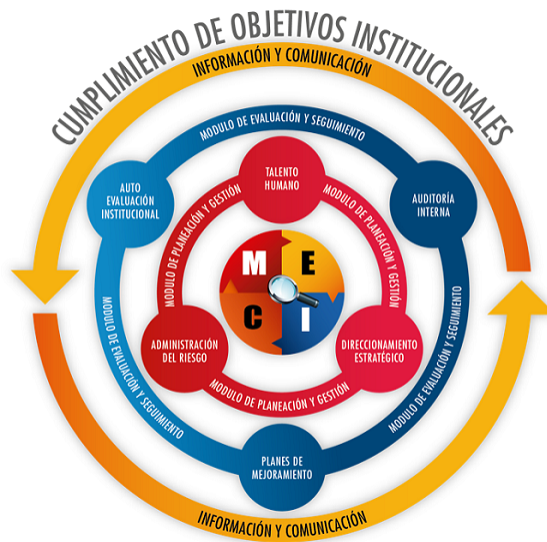 CUMPLIMIENTO DE OBJETIVOS INSTITUCIONALES
INFORMACIÓN Y COMUNICACIÓN
MODULO DE EVALUACIÓN Y SEGUIMIENTO
TALENTO
HUMANO
AUTO
EVALUACIÓN
INSTITUCIONAL
AUDITORÍA
INTERNA
MODULO DE PLANEACIÓN Y GESTIÓN
MODULO DE PLANEACIÓN Y GESTIÓN
M E
C I
ADMINISTRACIÓN
DEL RIESGO
DIRECCIONAMIENTO
ESTRATÉGICO
MODULO DE PLANEACIÓN Y GESTIÓN
MODULO DE EVALUACIÓN Y SEGUIMIENTO
MODULO DE EVALUACIÓN Y SEGUIMIENTO
PLANES DE
MEJORAMIENTO
INFORMACIÓN Y COMUNICACIÓN